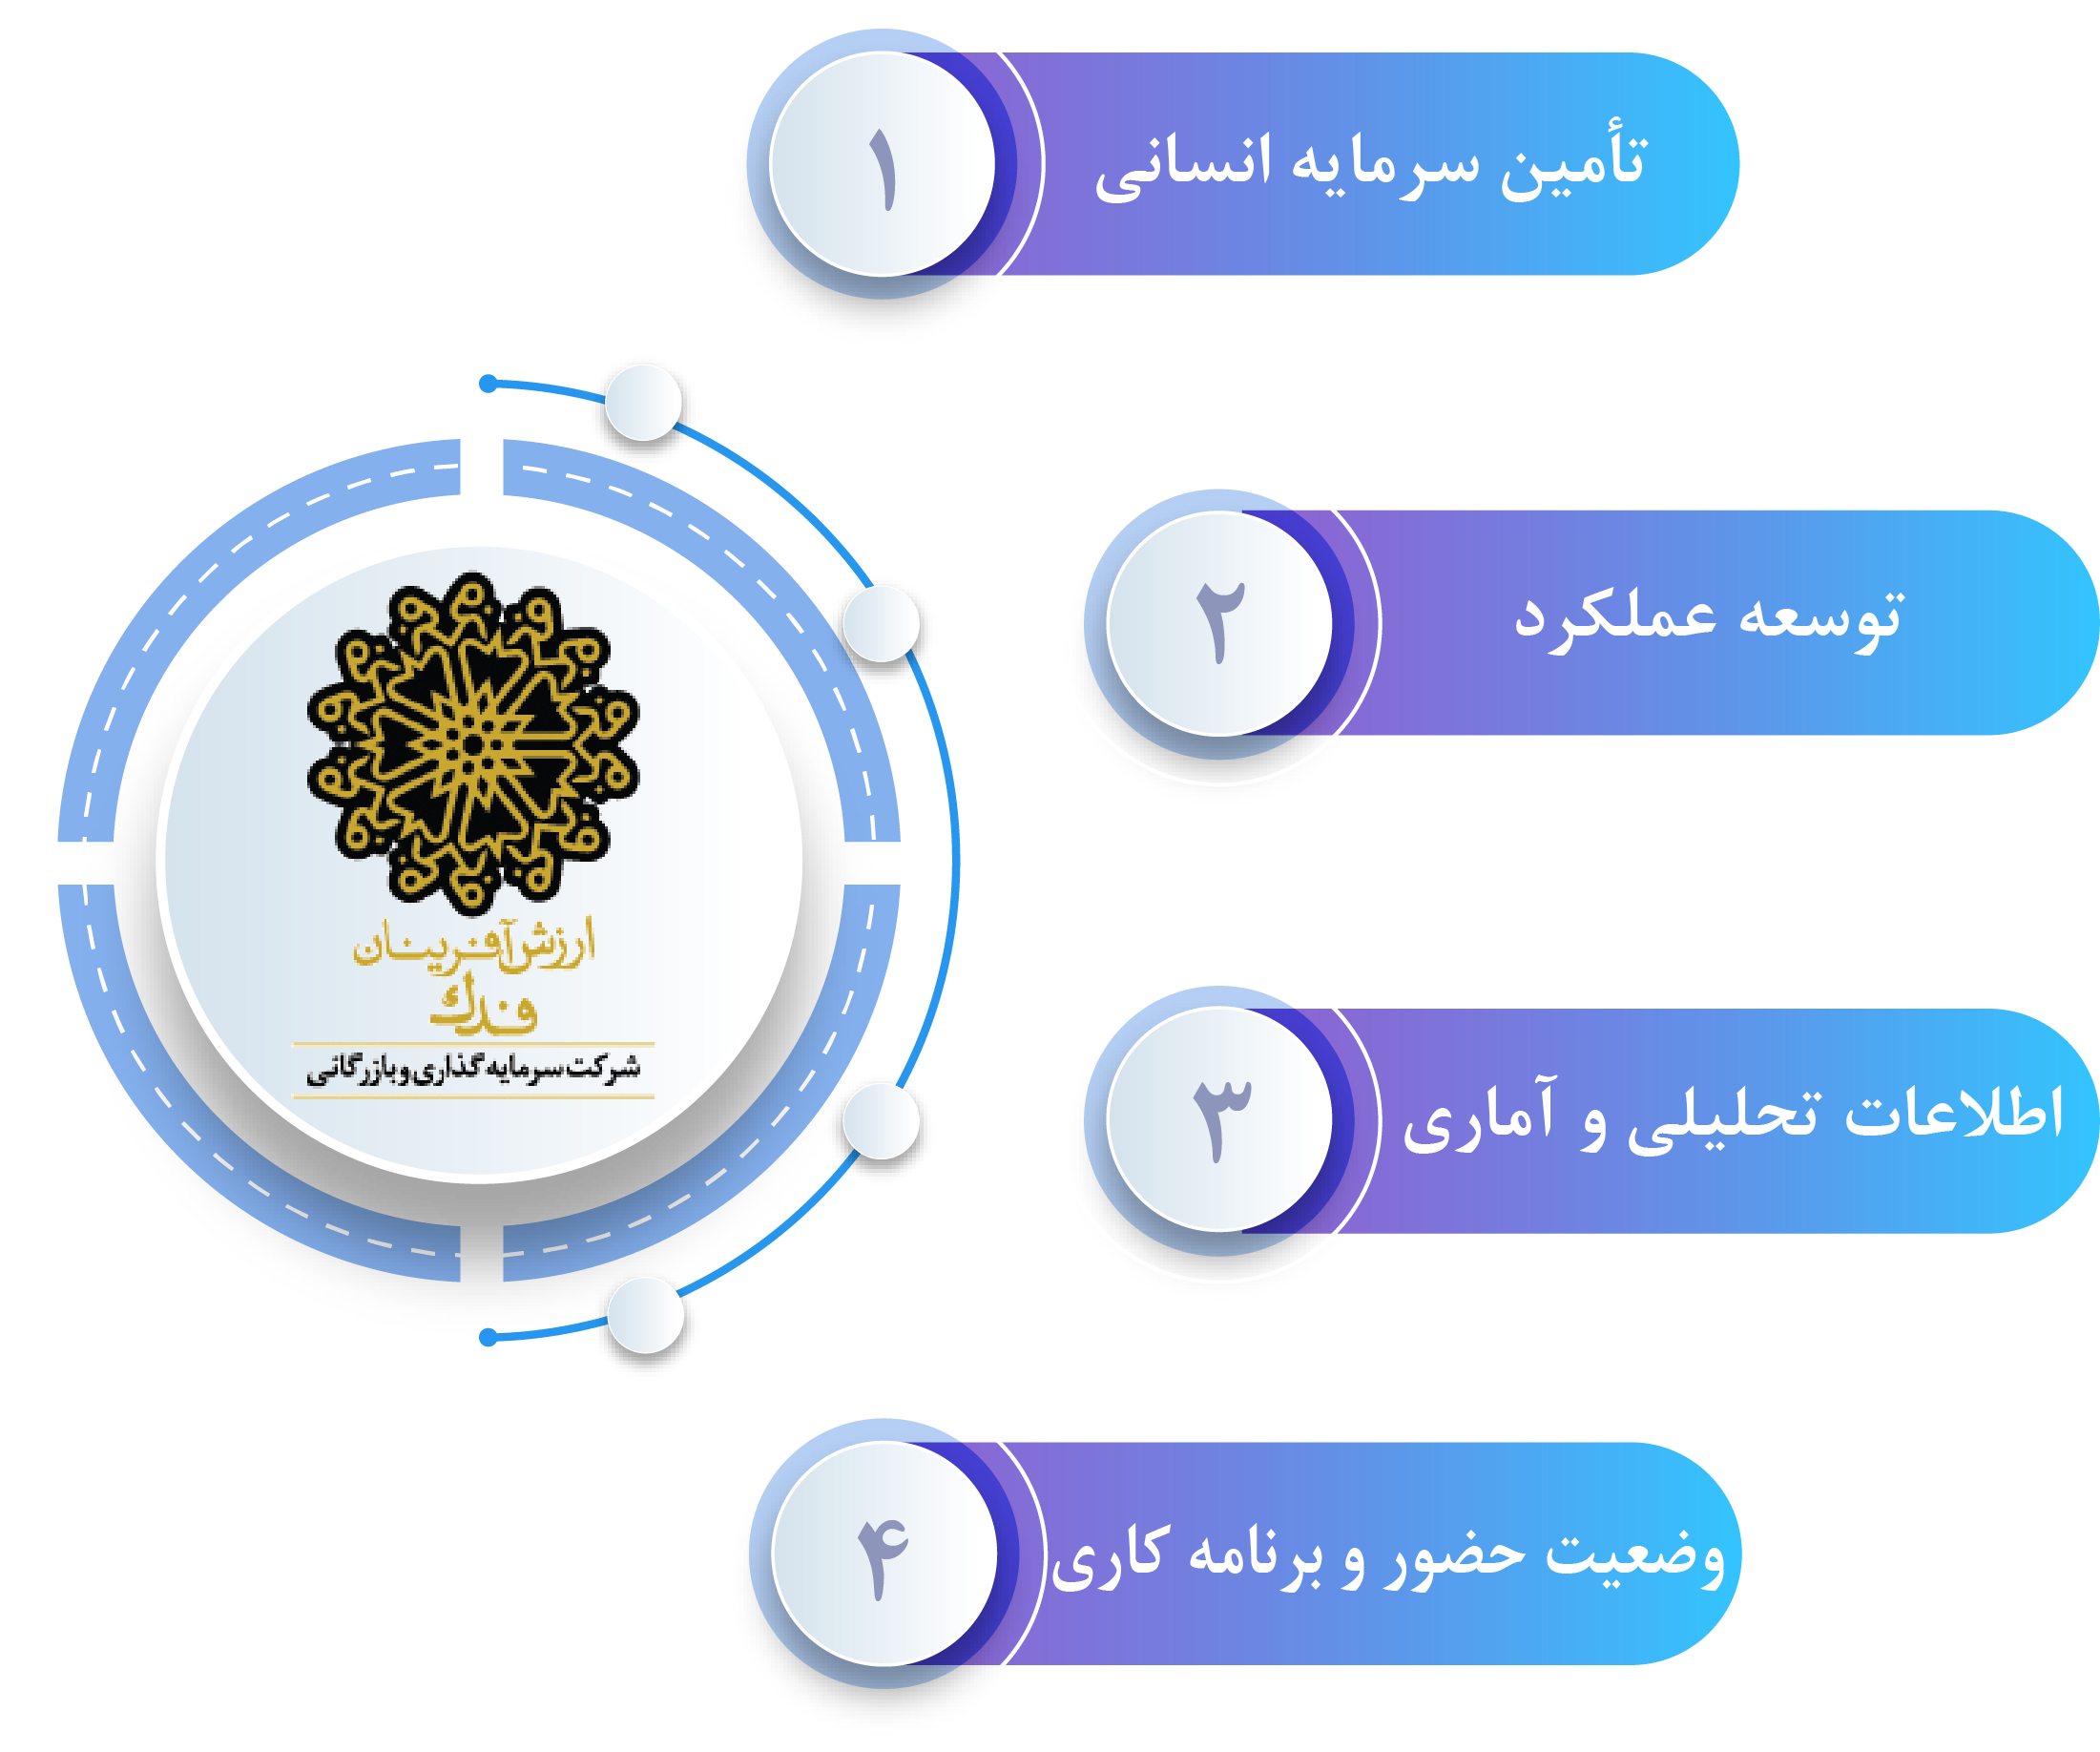 ۱
تأمین سرمایه انسانی
۲
توسعه عملکرد
ارزش‌آفرینان
فدک
شرکت سرمایه گذاری و بازرگانی
۳
اطلاعات تحلیلی و آماری
۴
وضعیت حضور و برنامه کاری